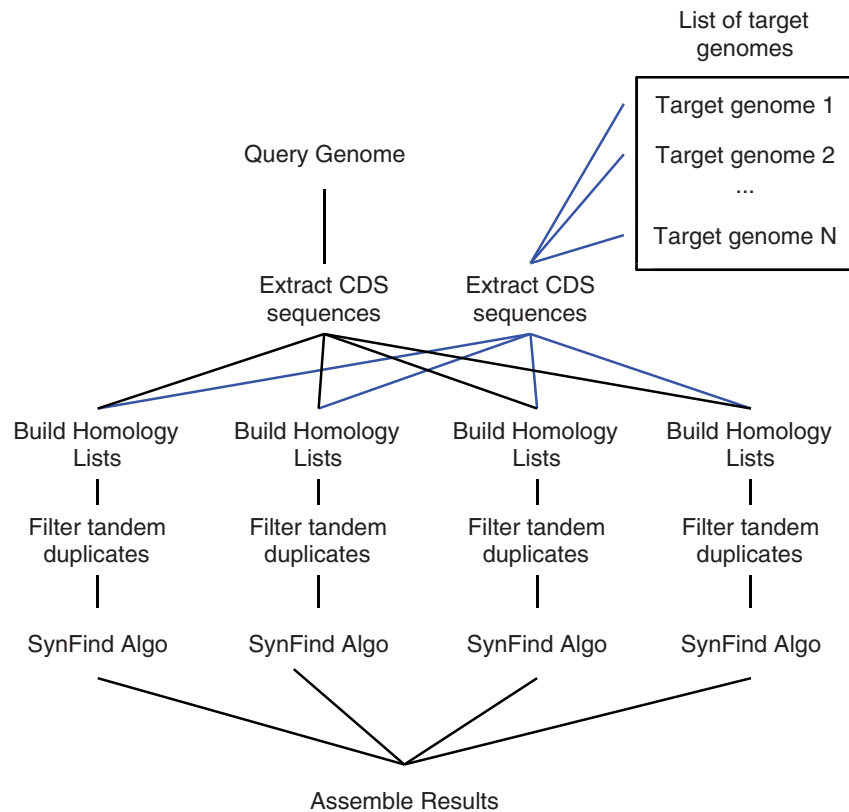 List of target
genomes
Target genome 1
Target genome 2
...
Target genome N
Query Genome
Extract CDS
sequences
Extract CDS
sequences
Build Homology
Lists
Build Homology
Lists
Build Homology
Lists
Build Homology
Lists
Filter tandem
duplicates
Filter tandem
duplicates
Filter tandem
duplicates
Filter tandem
duplicates
SynFind Algo
SynFind Algo
SynFind Algo
SynFind Algo
Assemble Results